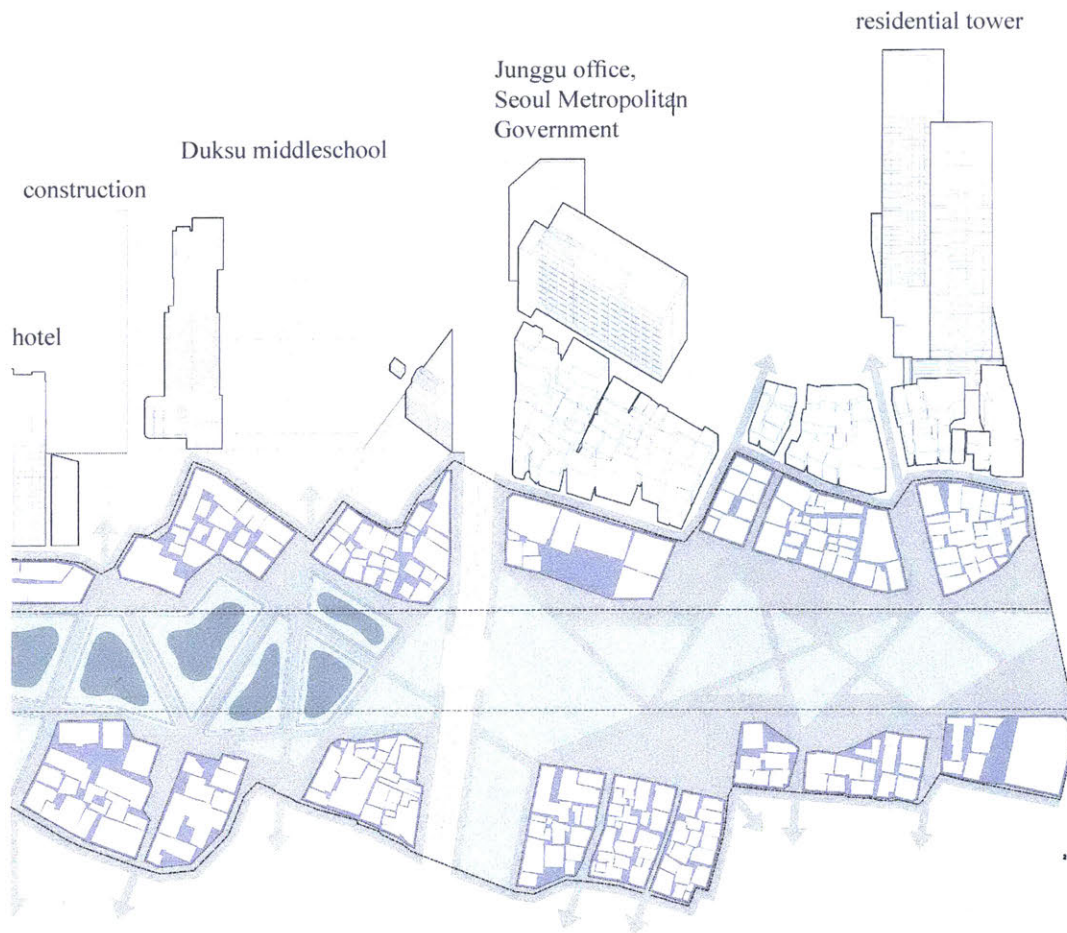 residential tower
Junggu office,
Seoul Metropolitan
Government
Duksu middleschool
construction
hotel